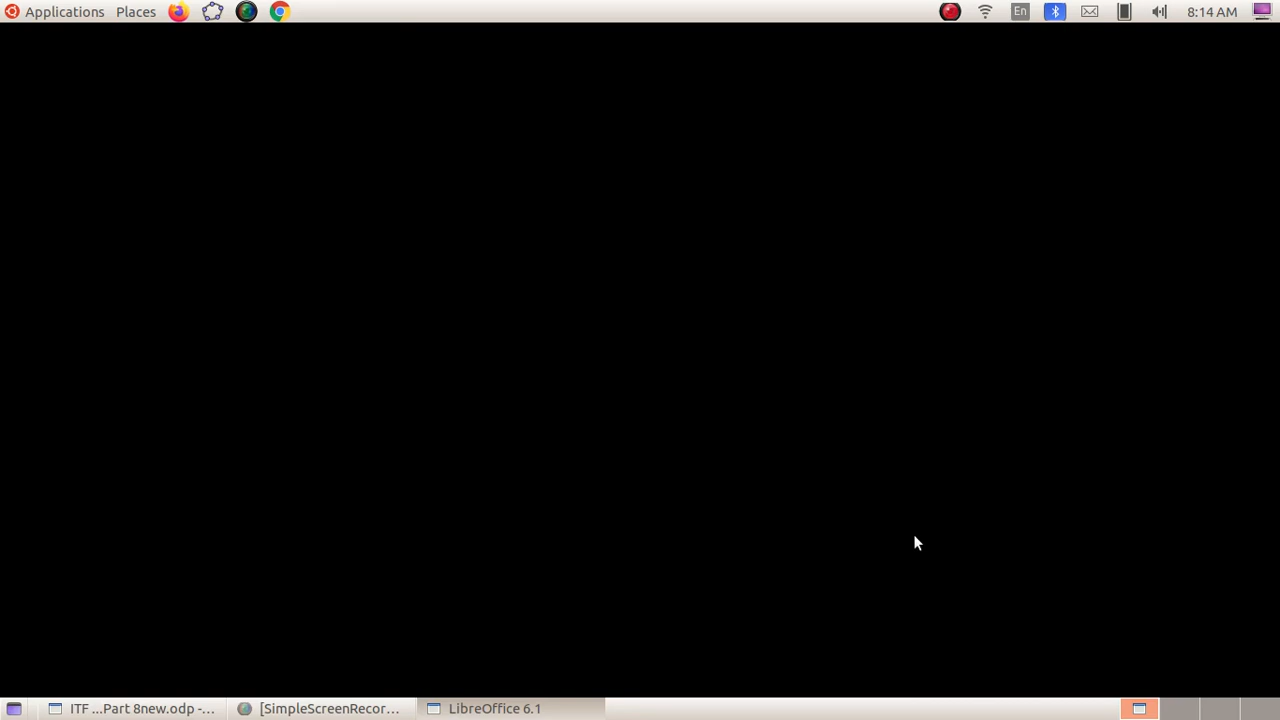 Applications Places En 8:14 AM
ITF ...Part 8new.odp -... [SimpleScreenRecor... LibreOffice 6.1